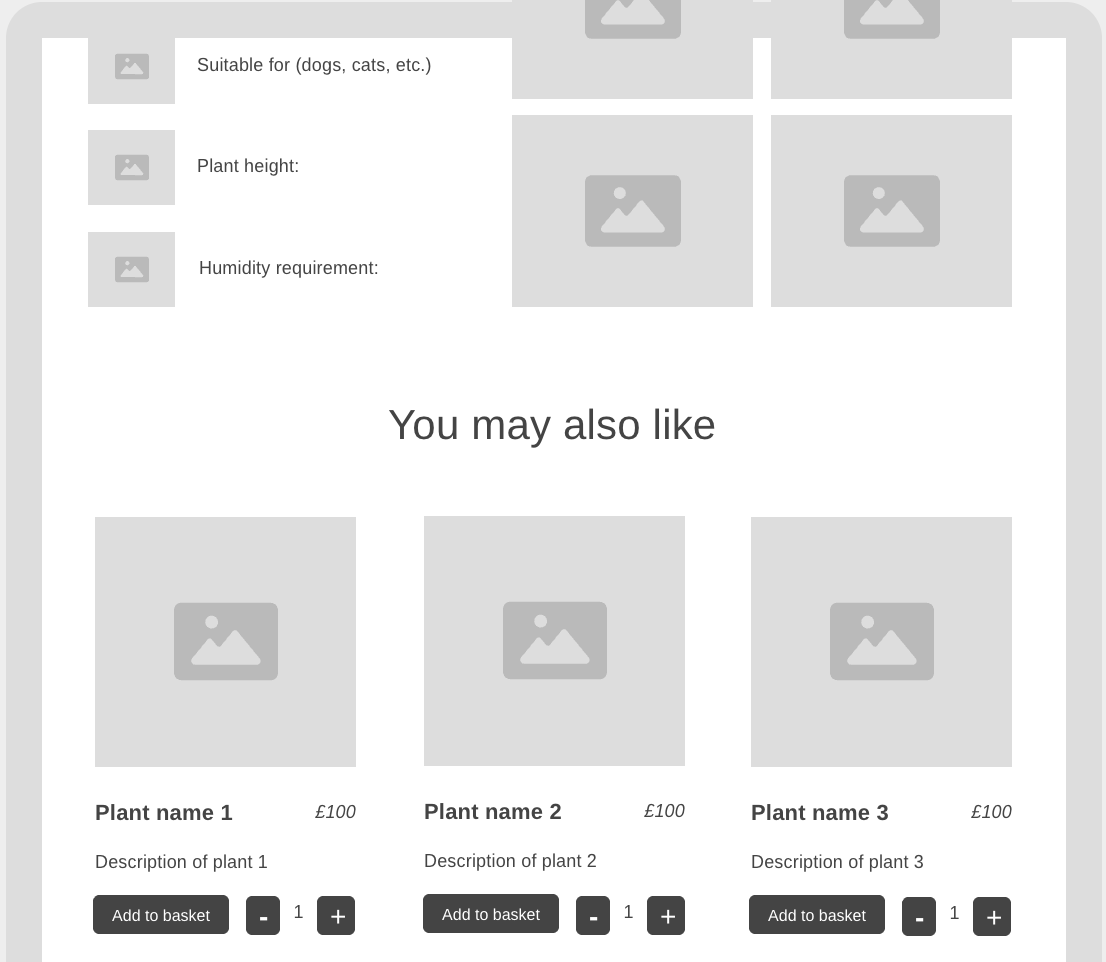 Suitable for (dogs, cats, etc.)
Plant height:
Humidity requirement:
You may also like
Plant name 1 £100
Description of plant 1
Add to basket - 1 +
Plant name 2 £100
Description of plant 2
Add to basket - 1 +
Plant name 3 £100
Description of plant 3
Add to basket - 1 +